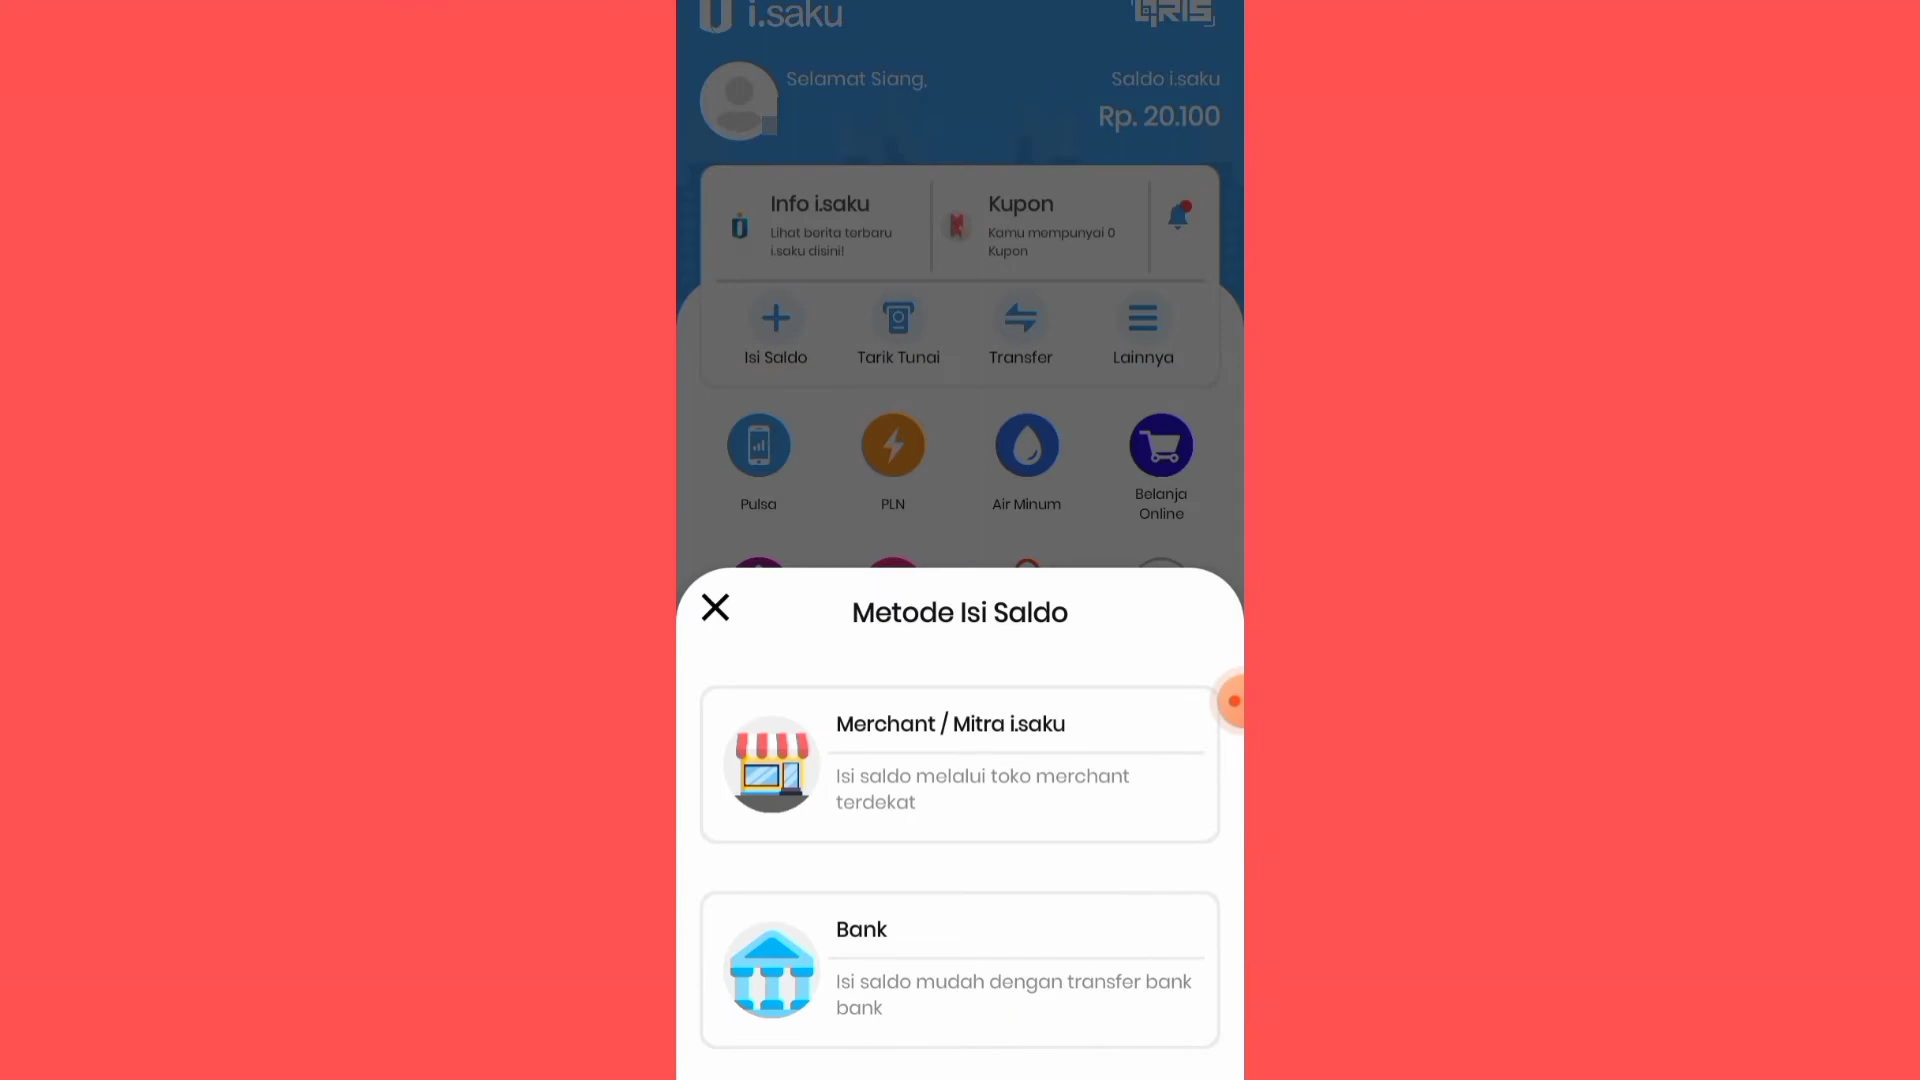 i.saku
QRIS
Selamat Siang,
Saldo i.saku
Rp. 20.100
Info i.saku
Lihat berita terbaru
i.saku disini!
Kupon
Kamu mempunyai 0
Kupon
Isi Saldo
Tarik Tunai
Transfer
Lainnya
Pulsa
PLN
Air Minum
Belanja
Online
Metode Isi Saldo
Merchant / Mitra i.saku
Isi saldo melalui toko merchant
terdekat
Bank
Isi saldo mudah dengan transfer bank
bank